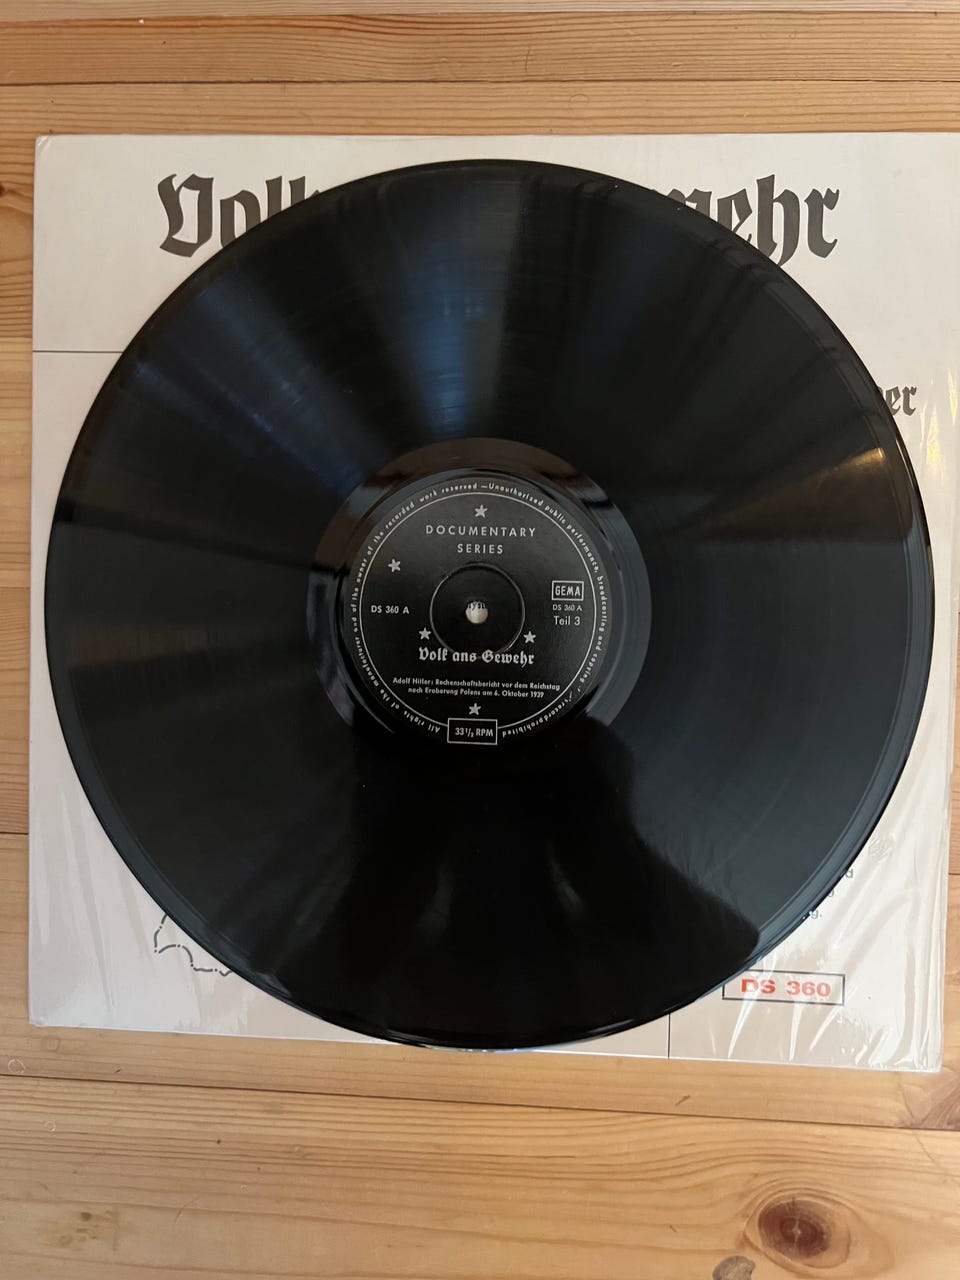 Volk
wehr
er
All rights of the manufacturer and of the owner of the recorded work reserved — Unauthorized public performance, broadcasting and copying of record prohibited
DOCUMENTARY
SERIES
GEMA
DS 360 A
DS 360 A
Teil 3
Volk ans Gewehr
Adolf Hitler: Rechenschaftsbericht vor dem Reichstag
nach Eroberung Polens am 6. Oktober 1939
33 1/3 RPM
g.
DS 360